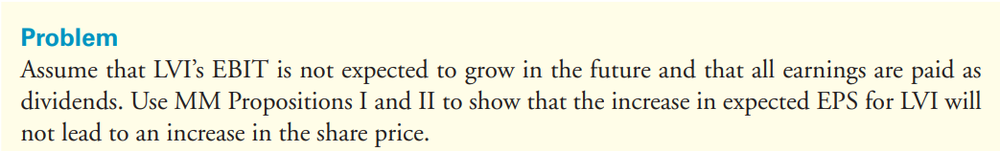 Problem
Assume that LVI’s EBIT is not expected to grow in the future and that all earnings are paid as
dividends. Use MM Propositions I and II to show that the increase in expected EPS for LVI will
not lead to an increase in the share price.